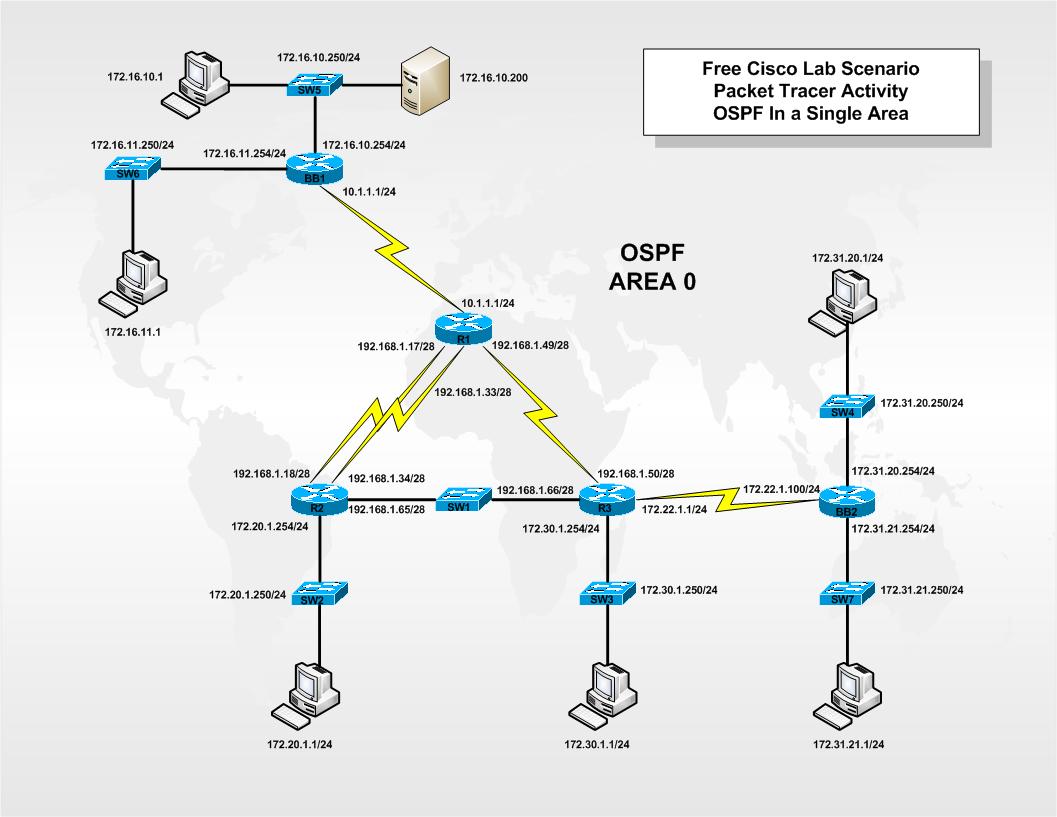 Free Cisco Lab Scenario
Packet Tracer Activity
OSPF In a Single Area
172.16.10.250/24
172.16.10.1
SW5
172.16.10.200
172.16.11.250/24
172.16.11.254/24
172.16.10.254/24
SW6
BB1
10.1.1.1/24
172.16.11.1
OSPF
AREA 0
172.31.20.1/24
10.1.1.1/24
R1
192.168.1.17/28
192.168.1.49/28
192.168.1.33/28
SW4
172.31.20.250/24
192.168.1.18/28
192.168.1.34/28
192.168.1.50/28
172.31.20.254/24
192.168.1.66/28
172.22.1.100/24
R2
192.168.1.65/28
SW1
R3
172.22.1.1/24
BB2
172.20.1.254/24
172.30.1.254/24
172.31.21.254/24
172.20.1.250/24
SW2
SW3
172.30.1.250/24
SW7
172.31.21.250/24
172.20.1.1/24
172.30.1.1/24
172.31.21.1/24